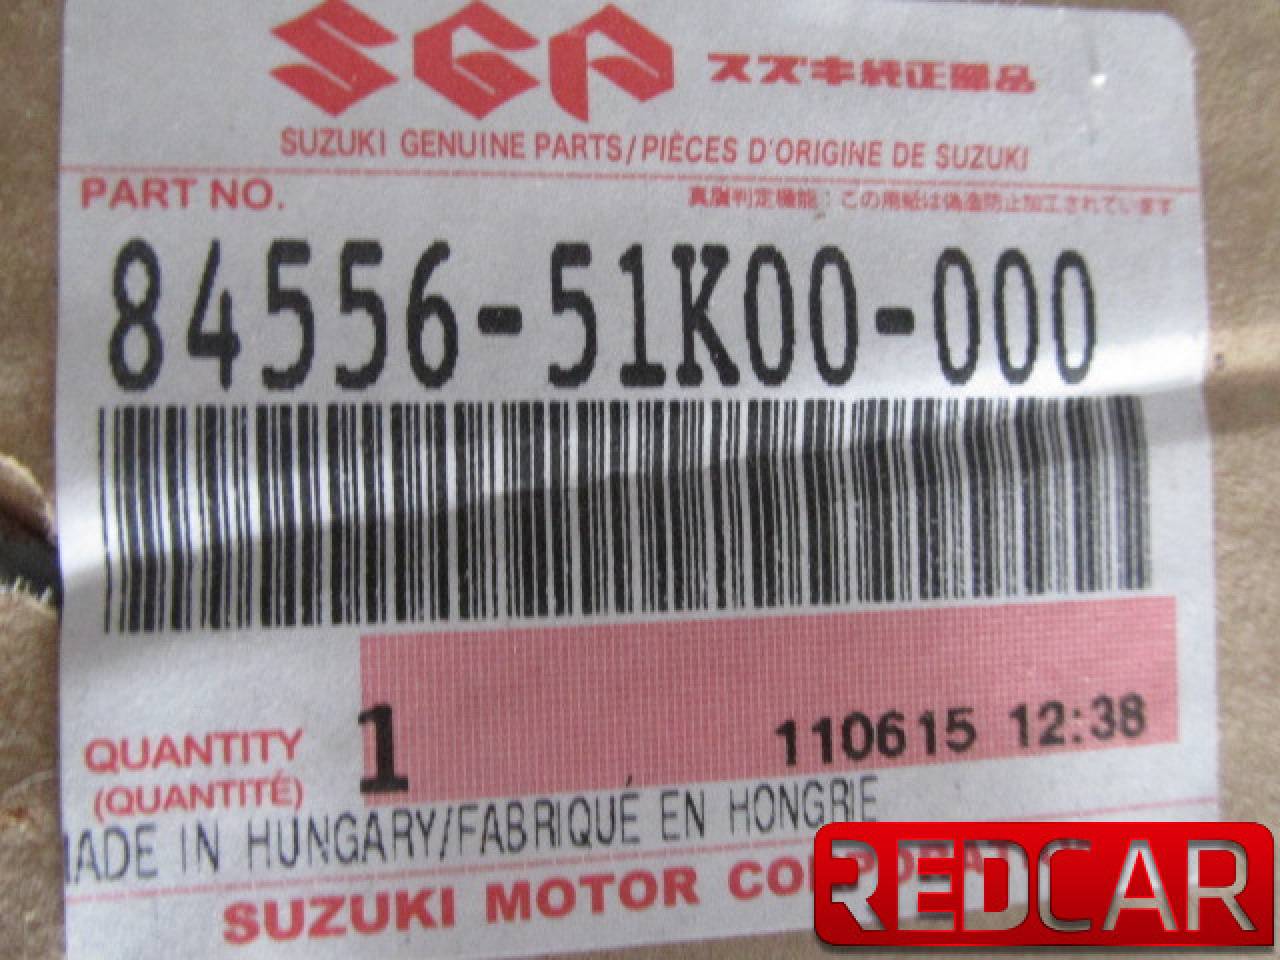 SGP スズキ純正部品
SUZUKI GENUINE PARTS/PIÈCES D'ORIGINE DE SUZUKI
PART NO. 真贋判定機能：この用紙は偽造防止加工されています
84556-51K00-000
QUANTITY 1 110615 12:38
(QUANTITÉ)
MADE IN HUNGARY/FABRIQUÉ EN HONGRIE
SUZUKI MOTOR CORPORATION
REDCAR